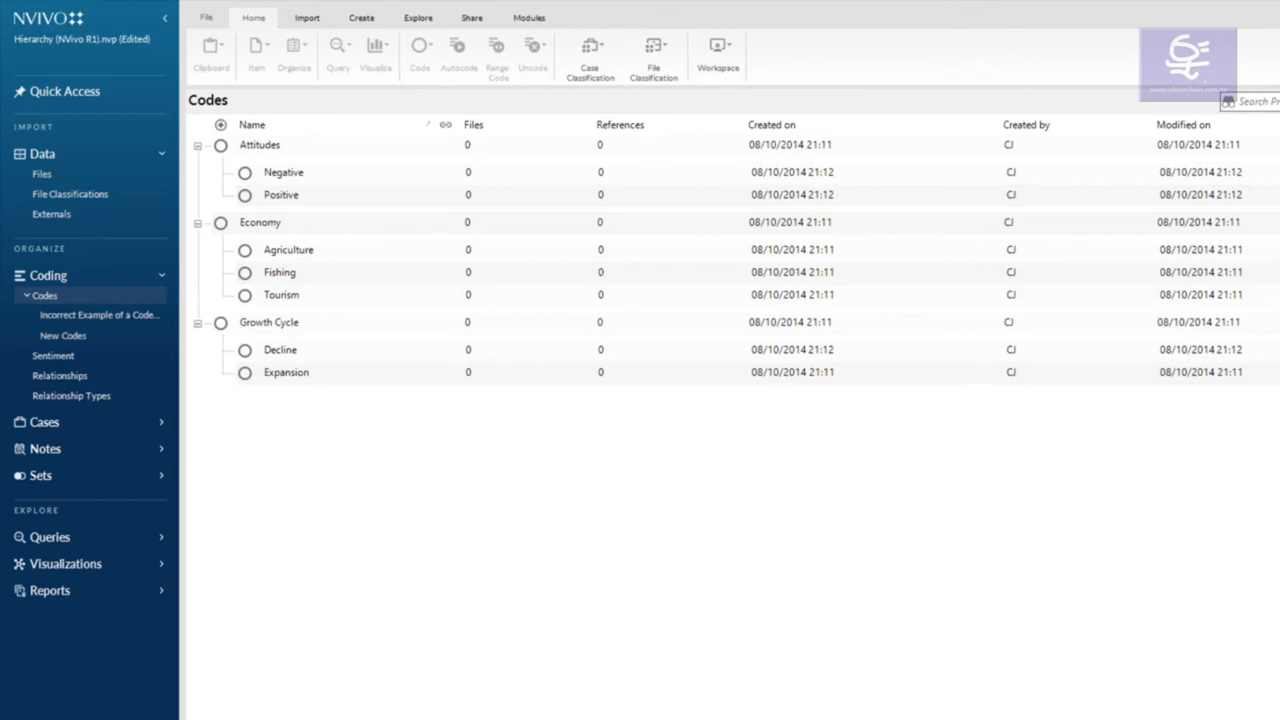 NVIVO
Hierarchy (NVivo R1).nvp (Edited)
Quick Access
IMPORT
Data
Files
File Classifications
Externals
ORGANIZE
Coding
Codes
Incorrect Example of a Code...
New Codes
Sentiment
Relationships
Relationship Types
Cases
Notes
Sets
EXPLORE
Queries
Visualizations
Reports
File Home Import Create Explore Share Modules
Clipboard Item Organize Query Visualize Code Autocode Range Code Uncode Case Classification File Classification Workspace
Codes
Search Pr
Name Files References Created on Created by Modified on
Attitudes 0 0 08/10/2014 21:11 CJ 08/10/2014 21:11
Negative 0 0 08/10/2014 21:12 CJ 08/10/2014 21:12
Positive 0 0 08/10/2014 21:12 CJ 08/10/2014 21:12
Economy 0 0 08/10/2014 21:11 CJ 08/10/2014 21:11
Agriculture 0 0 08/10/2014 21:11 CJ 08/10/2014 21:11
Fishing 0 0 08/10/2014 21:11 CJ 08/10/2014 21:11
Tourism 0 0 08/10/2014 21:11 CJ 08/10/2014 21:11
Growth Cycle 0 0 08/10/2014 21:11 CJ 08/10/2014 21:11
Decline 0 0 08/10/2014 21:12 CJ 08/10/2014 21:12
Expansion 0 0 08/10/2014 21:11 CJ 08/10/2014 21:11